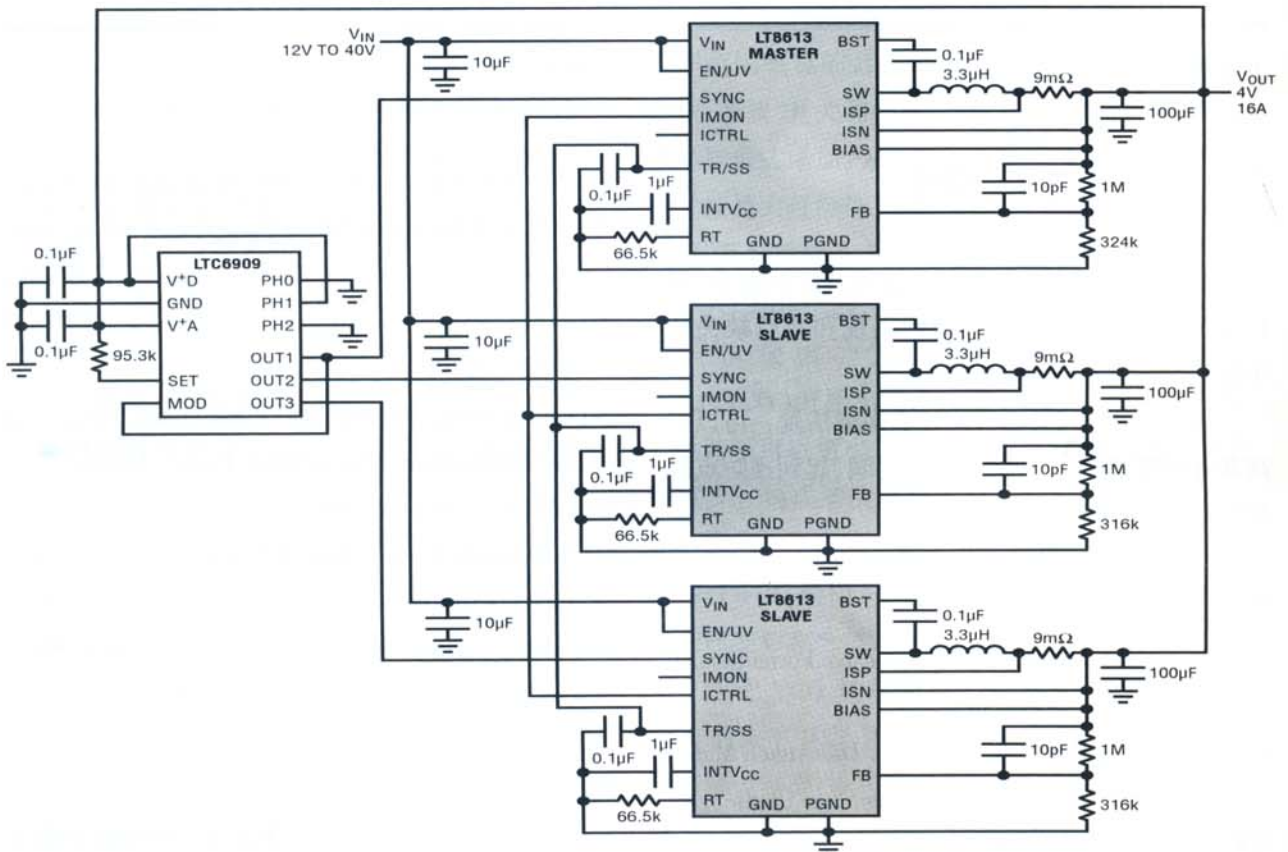 VIN
12V TO 40V
10µF
LT8613
MASTER
VIN
EN/UV
SYNC
IMON
ICTRL
TR/SS
INTVCC
RT
GND
PGND
BST
SW
ISP
ISN
BIAS
FB
0.1µF
3.3µH
9mΩ
100µF
VOUT
4V
16A
10pF
1M
324k
0.1µF
1µF
66.5k
LTC6909
V+D
GND
V+A
SET
MOD
PH0
PH1
PH2
OUT1
OUT2
OUT3
0.1µF
0.1µF
95.3k
10µF
LT8613
SLAVE
VIN
EN/UV
SYNC
IMON
ICTRL
TR/SS
INTVCC
RT
GND
PGND
BST
SW
ISP
ISN
BIAS
FB
0.1µF
3.3µH
9mΩ
100µF
10pF
1M
316k
0.1µF
1µF
66.5k
10µF
LT8613
SLAVE
VIN
EN/UV
SYNC
IMON
ICTRL
TR/SS
INTVCC
RT
GND
PGND
BST
SW
ISP
ISN
BIAS
FB
0.1µF
3.3µH
9mΩ
100µF
10pF
1M
316k
0.1µF
1µF
66.5k